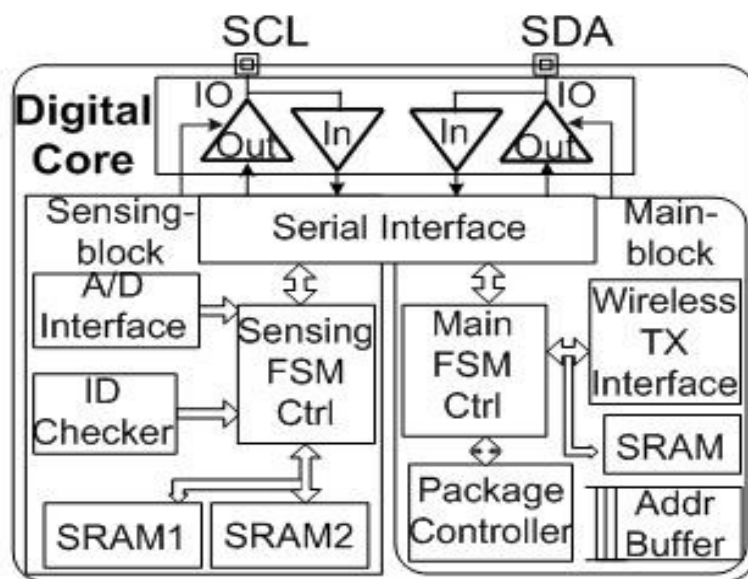 SCL
SDA
Digital
Core
IO
Out
In
In
Out
IO
Sensing-
block
Serial Interface
Main-
block
A/D
Interface
Sensing
FSM
Ctrl
Main
FSM
Ctrl
Wireless
TX
Interface
ID
Checker
SRAM
SRAM1
SRAM2
Package
Controller
Addr
Buffer